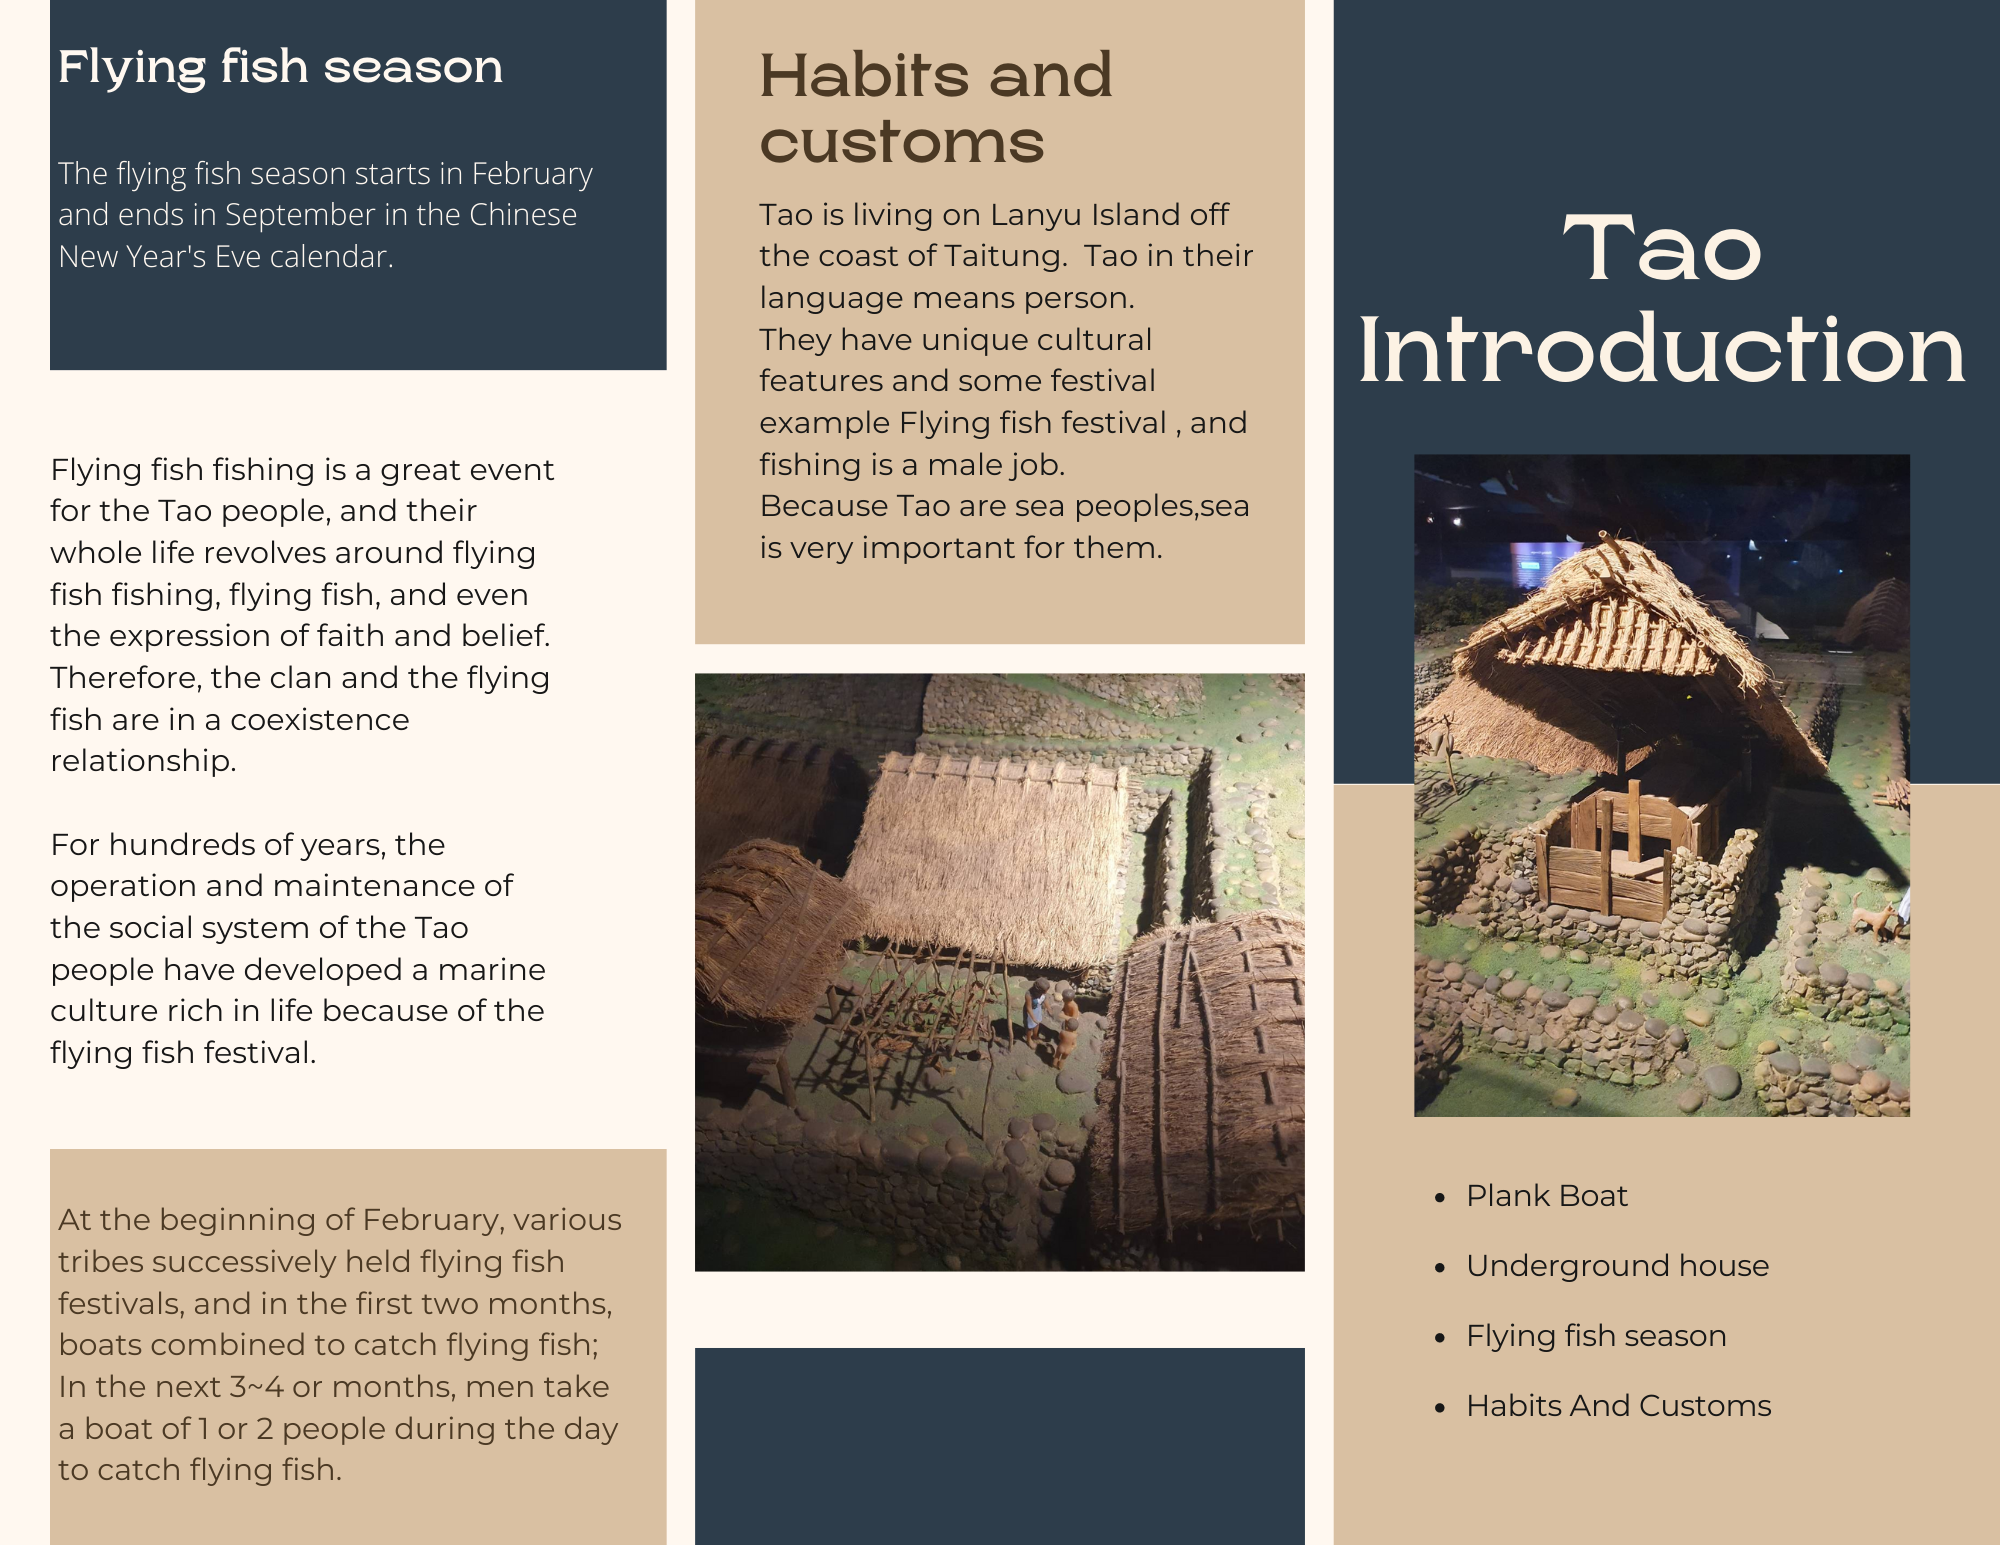 Flying fish season
The flying fish season starts in February
and ends in September in the Chinese
New Year's Eve calendar.
Flying fish fishing is a great event
for the Tao people, and their
whole life revolves around flying
fish fishing, flying fish, and even
the expression of faith and belief.
Therefore, the clan and the flying
fish are in a coexistence
relationship.
For hundreds of years, the
operation and maintenance of
the social system of the Tao
people have developed a marine
culture rich in life because of the
flying fish festival.
At the beginning of February, various
tribes successively held flying fish
festivals, and in the first two months,
boats combined to catch flying fish;
In the next 3~4 or months, men take
a boat of 1 or 2 people during the day
to catch flying fish.
Habits and
customs
Tao is living on Lanyu Island off
the coast of Taitung.  Tao in their
language means person.
They have unique cultural
features and some festival
example Flying fish festival , and
fishing is a male job.
Because Tao are sea peoples,sea
is very important for them.
Tao
Introduction
• Plank Boat
• Underground house
• Flying fish season
• Habits And Customs